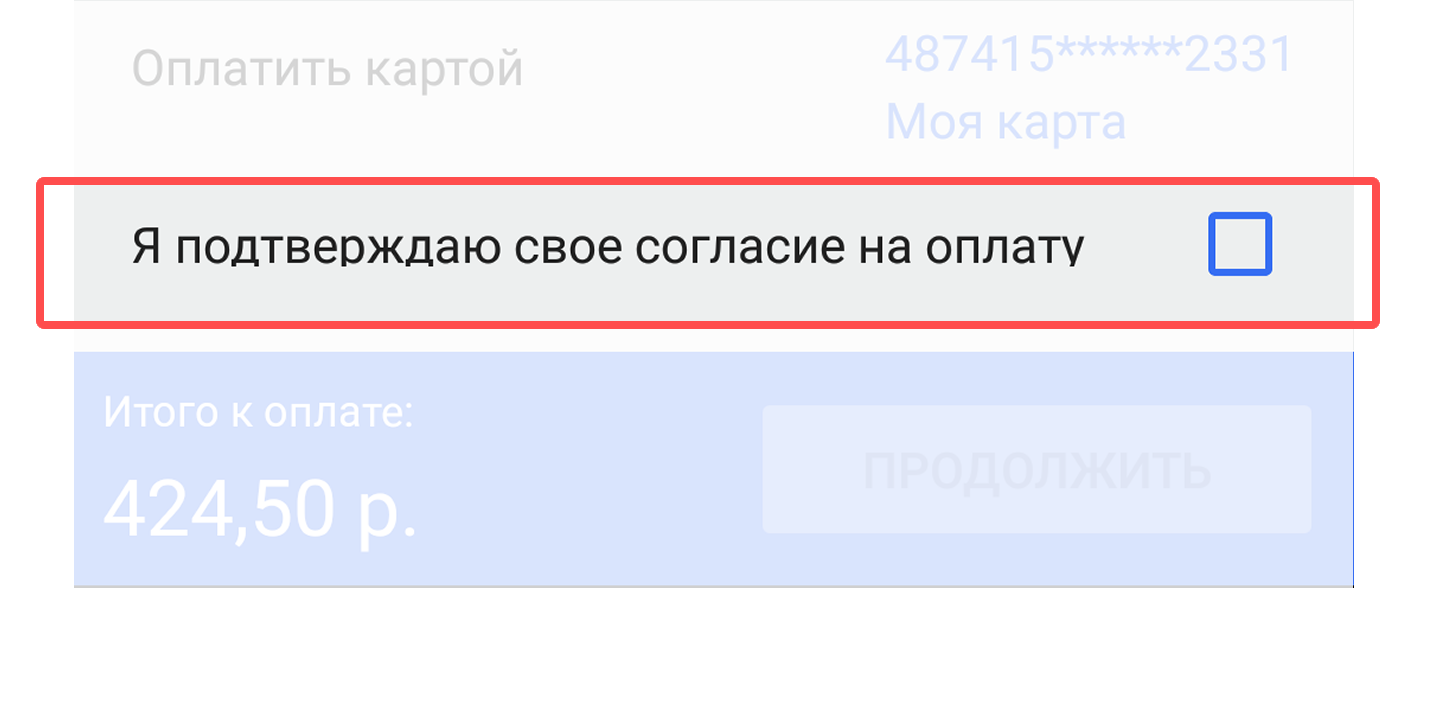 Оплатить картой
487415******2331
Моя карта
Я подтверждаю свое согласие на оплату
Итого к оплате:
424,50 р.
ПРОДОЛЖИТЬ